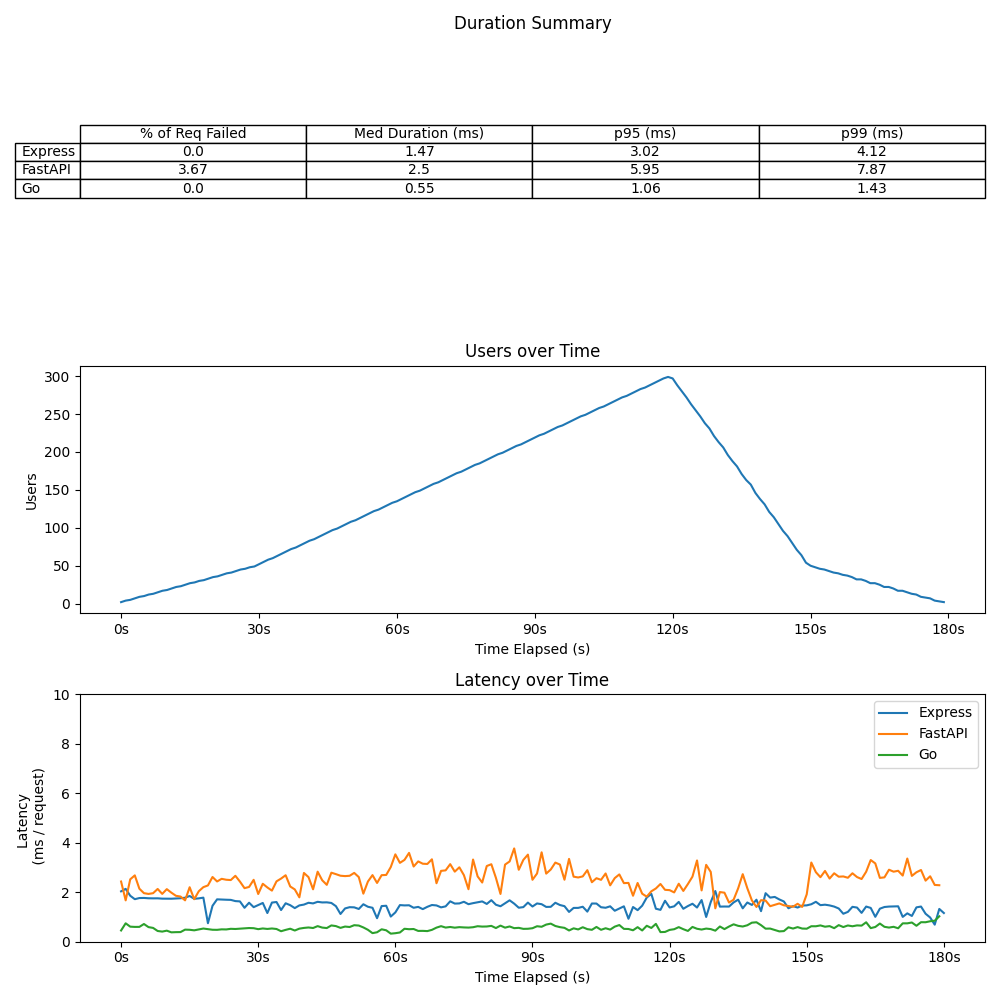 Duration Summary
% of Req Failed Med Duration (ms) p95 (ms) p99 (ms)
Express 0.0 1.47 3.02 4.12
FastAPI 3.67 2.5 5.95 7.87
Go 0.0 0.55 1.06 1.43
Users over Time
300
250
200
150
100
50
0
Users
0s 30s 60s 90s 120s 150s 180s
Time Elapsed (s)
Latency over Time
10
8
6
4
2
0
Latency
(ms / request)
Express
FastAPI
Go
0s 30s 60s 90s 120s 150s 180s
Time Elapsed (s)